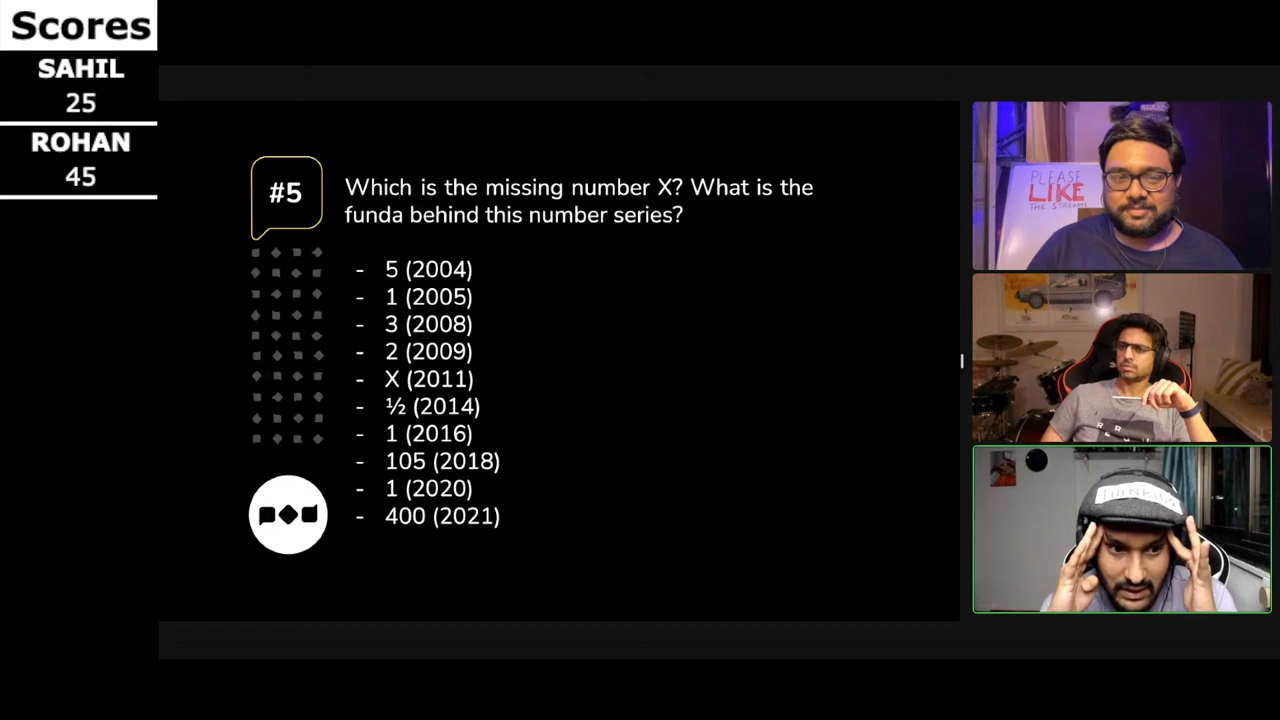 Scores
SAHIL
25
ROHAN
45
#5
Which is the missing number X? What is the
funda behind this number series?
- 5 (2004)
- 1 (2005)
- 3 (2008)
- 2 (2009)
- X (2011)
- ½ (2014)
- 1 (2016)
- 105 (2018)
- 1 (2020)
- 400 (2021)
PLEASE
LIKE
THE STREAM!
THINKING